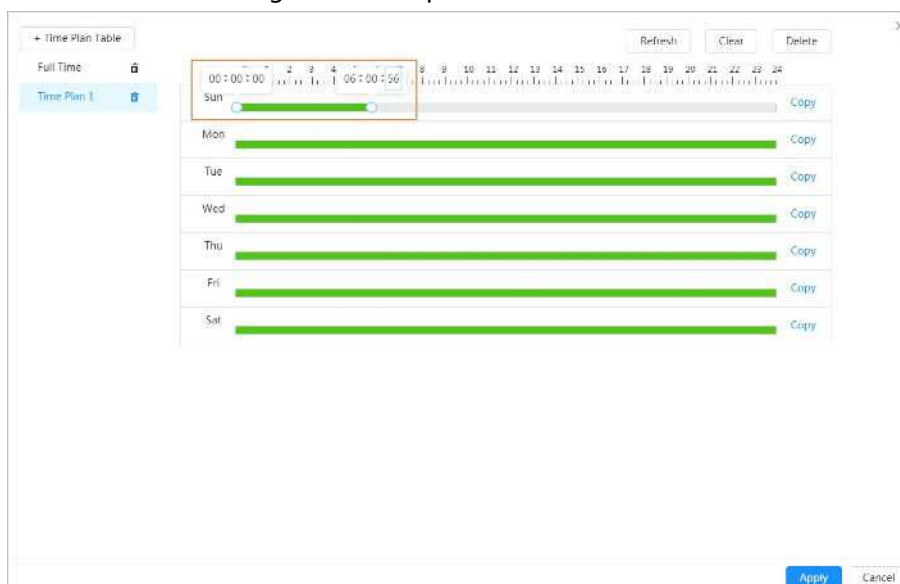 + Time Plan Table
Refresh Clear Delete
Full Time
2 3 4 8 9 10 11 12 13 14 15 16 17 18 19 20 21 22 23 24
00:00:00 06:00:56
Time Plan 1
Sun Copy
Mon Copy
Tue Copy
Wed Copy
Thu Copy
Fri Copy
Sat Copy
Apply Cancel